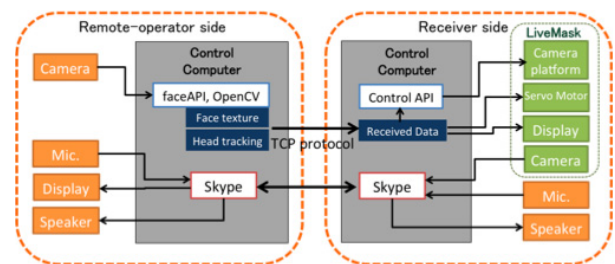 Remote-operator side
Control
Computer
Camera
faceAPI, OpenCV
Face texture
Head tracking
Mic.
Display
Speaker
Skype
TCP protocol
Receiver side
Control
Computer
Control API
Received Data
Skype
LiveMask
Camera
platform
Servo Motor
Display
Camera
Mic.
Speaker